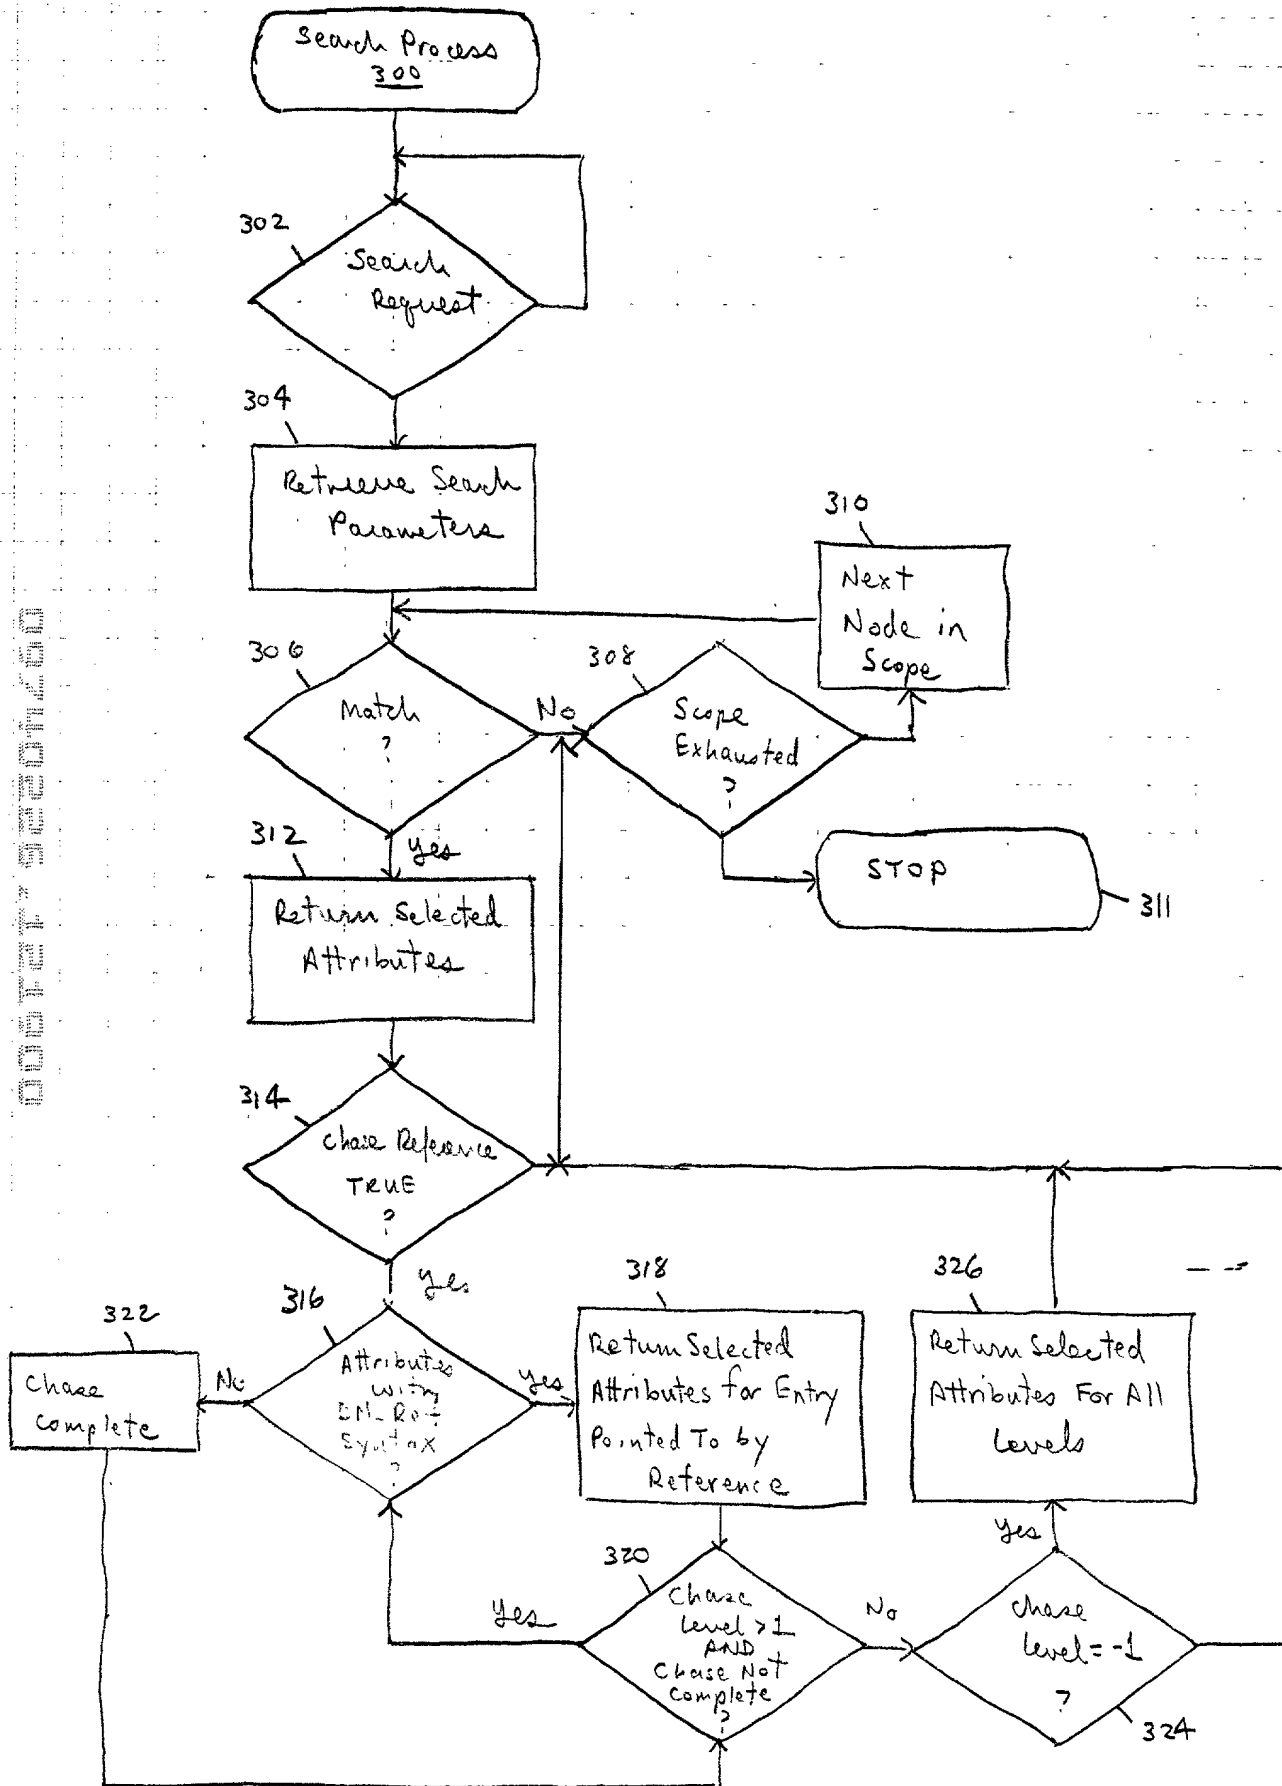 Search Process
300
302
Search
Request
304
Retrieve Search
Parameters
310
Next
Node in
Scope
306
Match
?
No
308
Scope
Exhausted
?
Yes
STOP
311
312
Return Selected
Attributes
314
Chase Reference
TRUE
?
Yes
316
Attributes
with
Syntax
?
No
322
Chase
Complete
Yes
318
Return Selected
Attributes for Entry
Pointed To by
Reference
326
Return Selected
Attributes For All
Levels
320
Chase
level > 1
AND
Chase Not
Complete
?
Yes
No
Yes
Chase
level = -1
?
324